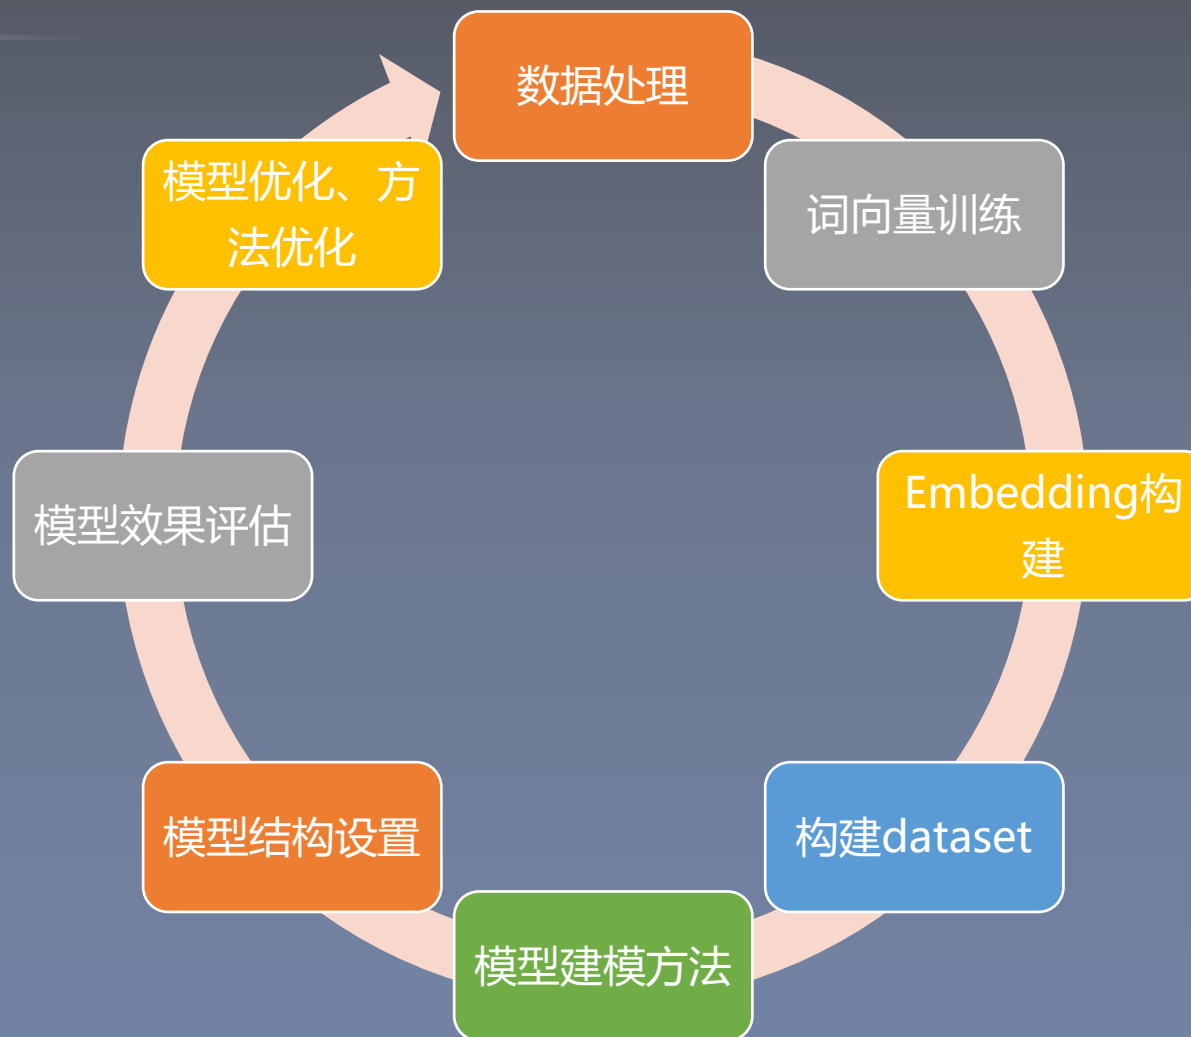 数据处理
词向量训练
Embedding构
建
构建dataset
模型建模方法
模型结构设置
模型效果评估
模型优化、方
法优化